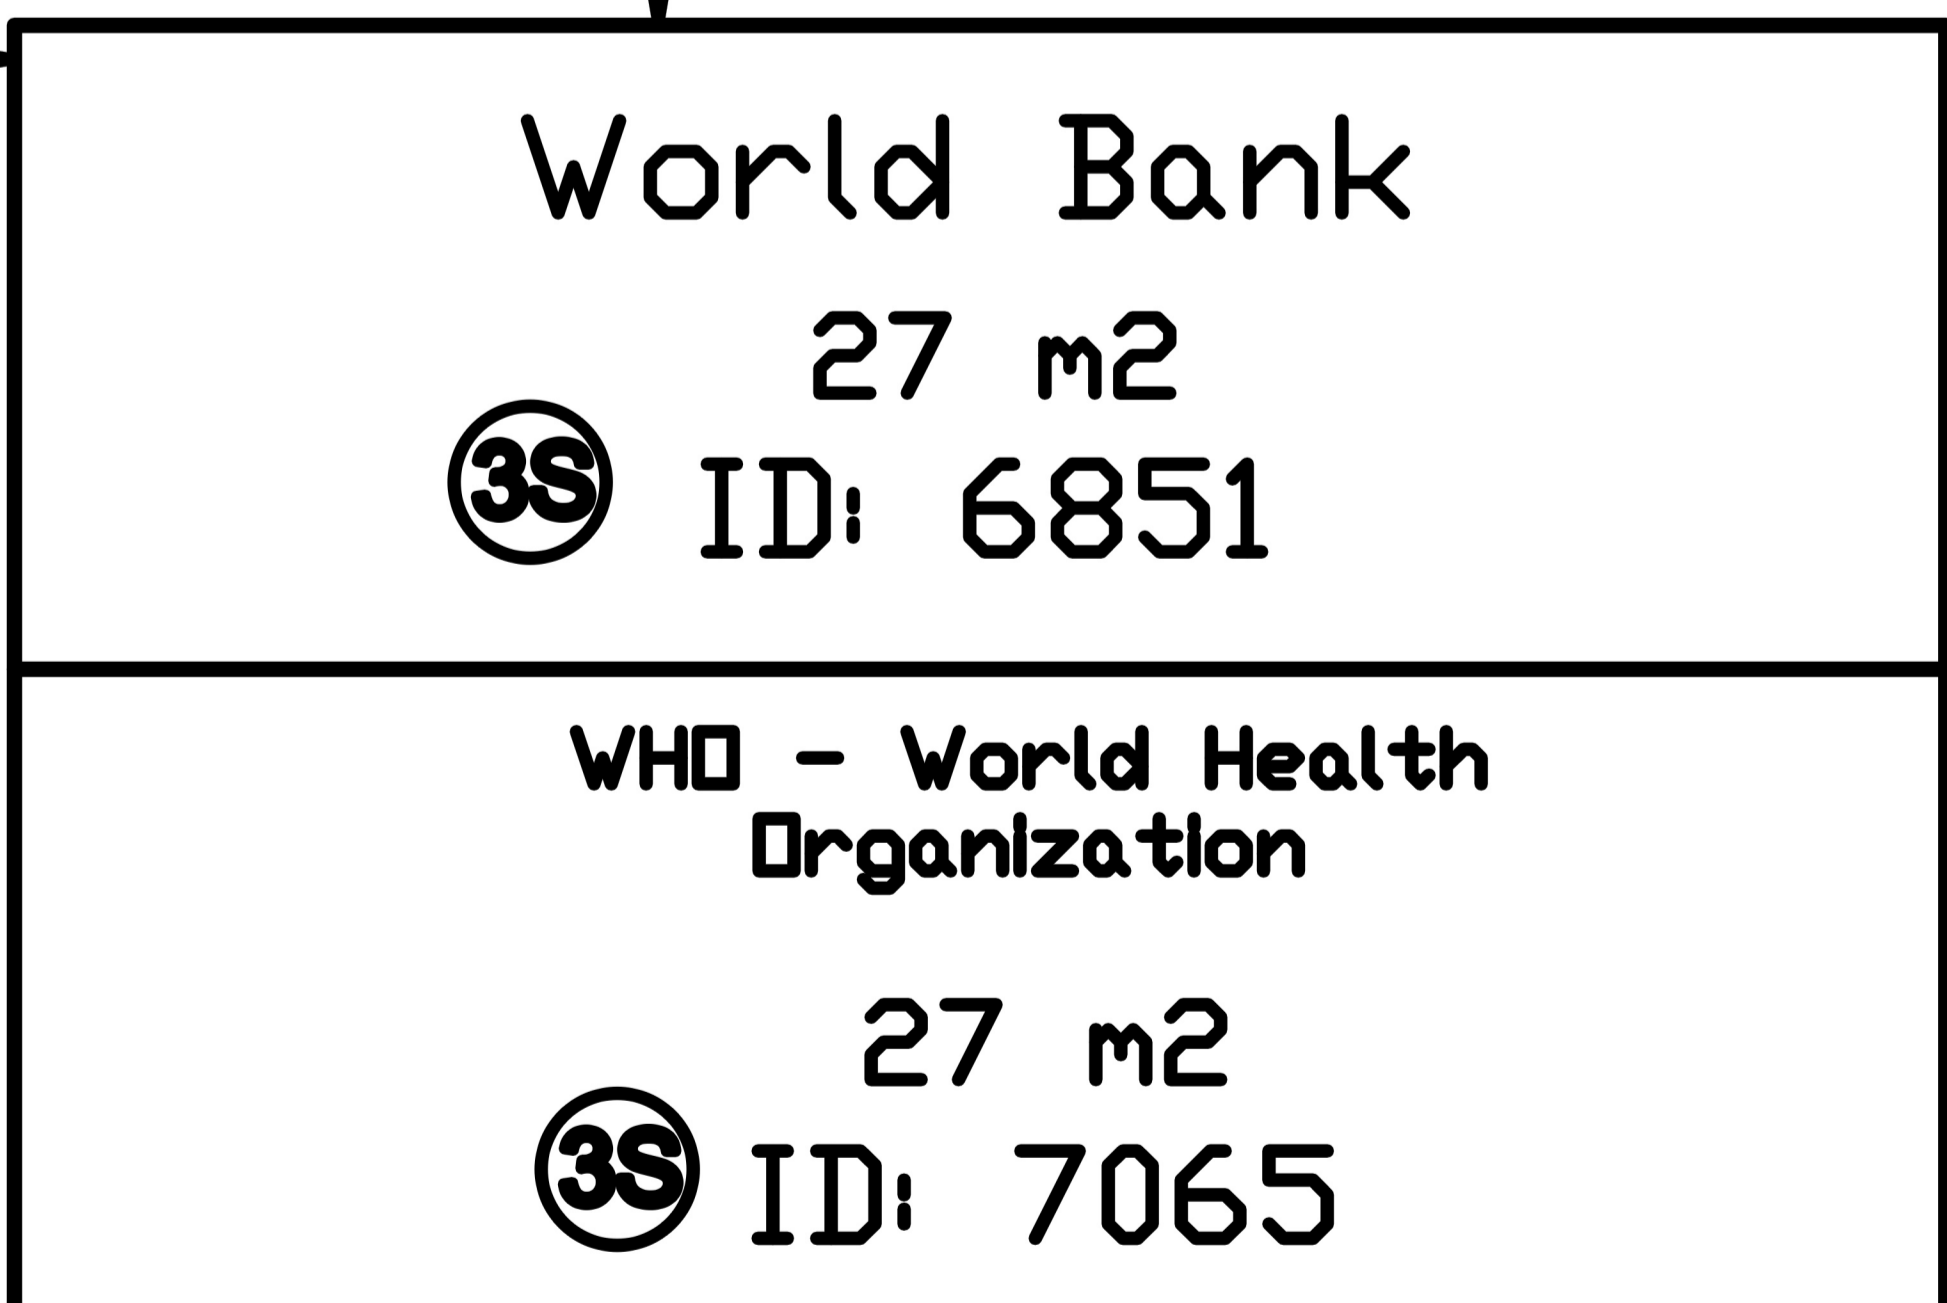 World Bank
27 m2
3S ID: 6851
WHO - World Health
Organization
27 m2
3S ID: 7065